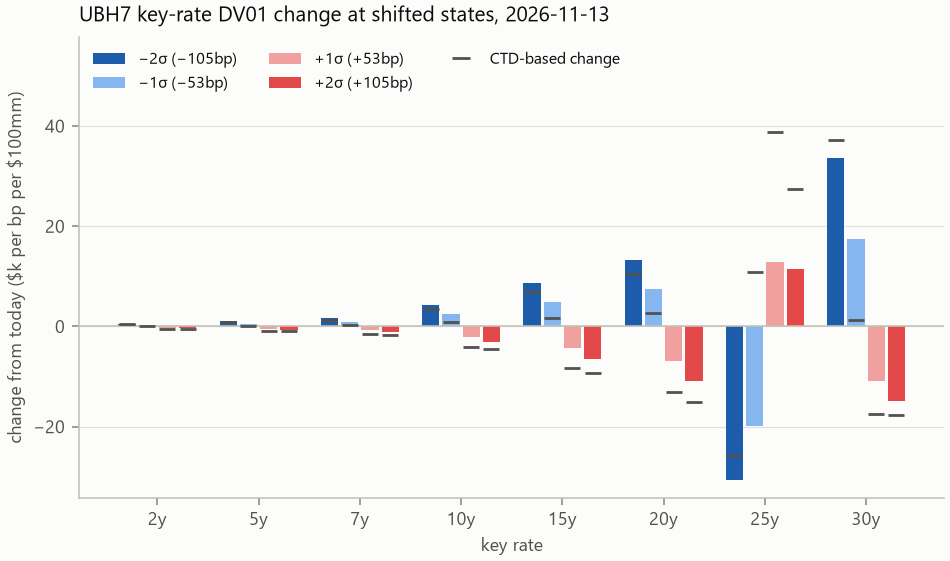 UBH7 key-rate DV01 change at shifted states, 2026-11-13
−2σ (−105bp)
−1σ (−53bp)
+1σ (+53bp)
+2σ (+105bp)
CTD-based change
change from today ($k per bp per $100mm)
40
20
0
−20
2y 5y 7y 10y 15y 20y 25y 30y
key rate